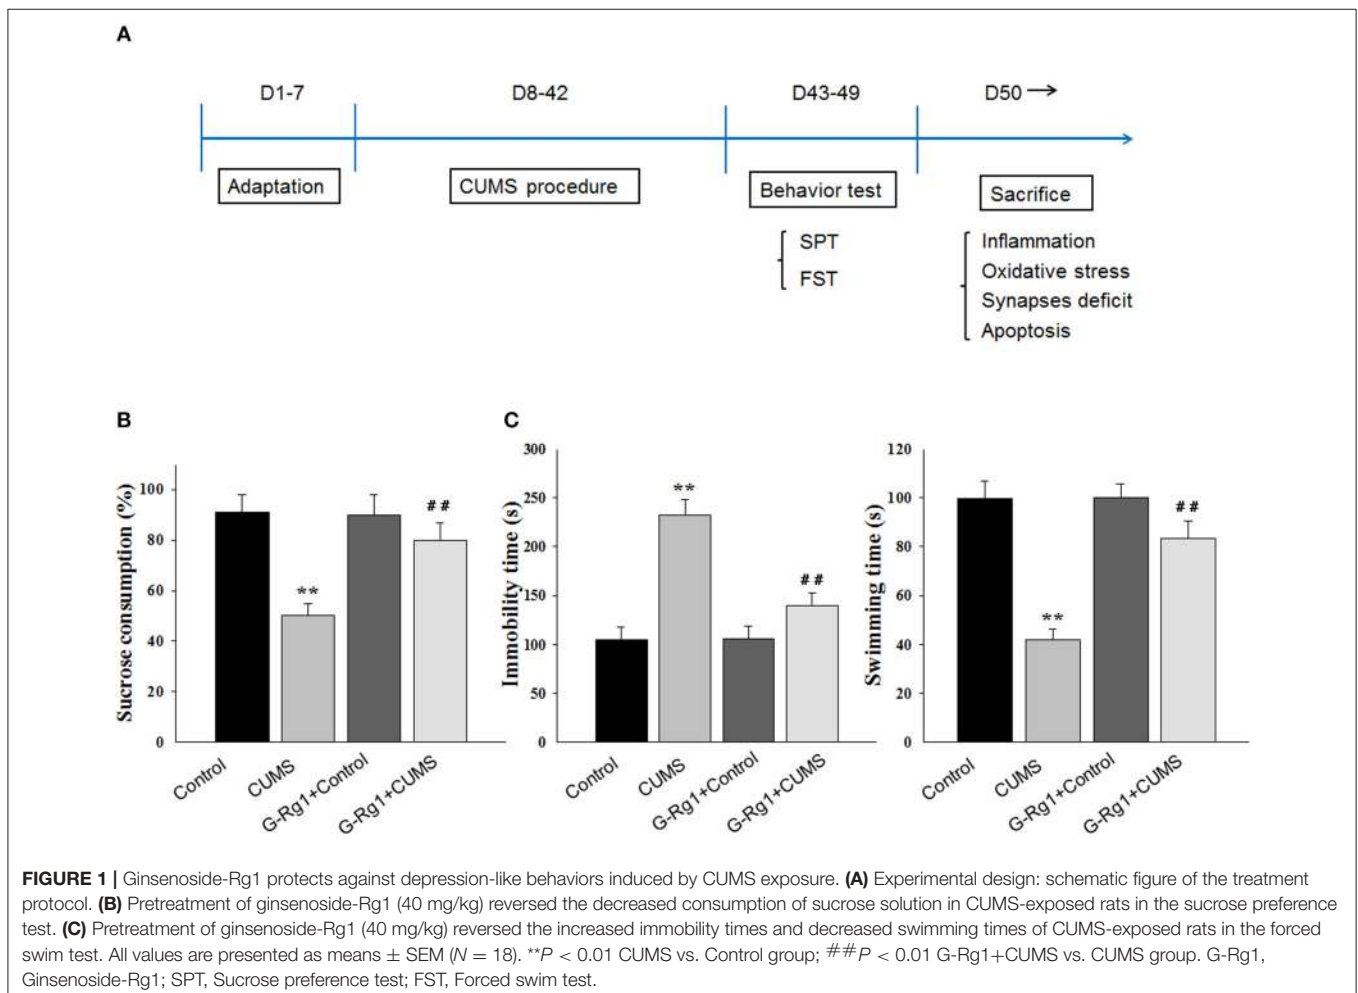 A
D1-7 D8-42 D43-49 D50
Adaptation CUMS procedure Behavior test Sacrifice
SPT
FST
Inflammation
Oxidative stress
Synapses deficit
Apoptosis
B
Sucrose consumption (%)
100
80
60
40
20
0
**
##
Control CUMS G-Rg1+Control G-Rg1+CUMS
C
Immobility time (s)
300
250
200
150
100
50
0
**
##
Control CUMS G-Rg1+Control G-Rg1+CUMS
Swimming time (s)
120
100
80
60
40
20
0
**
##
Control CUMS G-Rg1+Control G-Rg1+CUMS
FIGURE 1 | Ginsenoside-Rg1 protects against depression-like behaviors induced by CUMS exposure. (A) Experimental design: schematic figure of the treatment
protocol. (B) Pretreatment of ginsenoside-Rg1 (40 mg/kg) reversed the decreased consumption of sucrose solution in CUMS-exposed rats in the sucrose preference
test. (C) Pretreatment of ginsenoside-Rg1 (40 mg/kg) reversed the increased immobility times and decreased swimming times of CUMS-exposed rats in the forced
swim test. All values are presented as means ± SEM (N = 18). **P < 0.01 CUMS vs. Control group; ##P < 0.01 G-Rg1+CUMS vs. CUMS group. G-Rg1,
Ginsenoside-Rg1; SPT, Sucrose preference test; FST, Forced swim test.